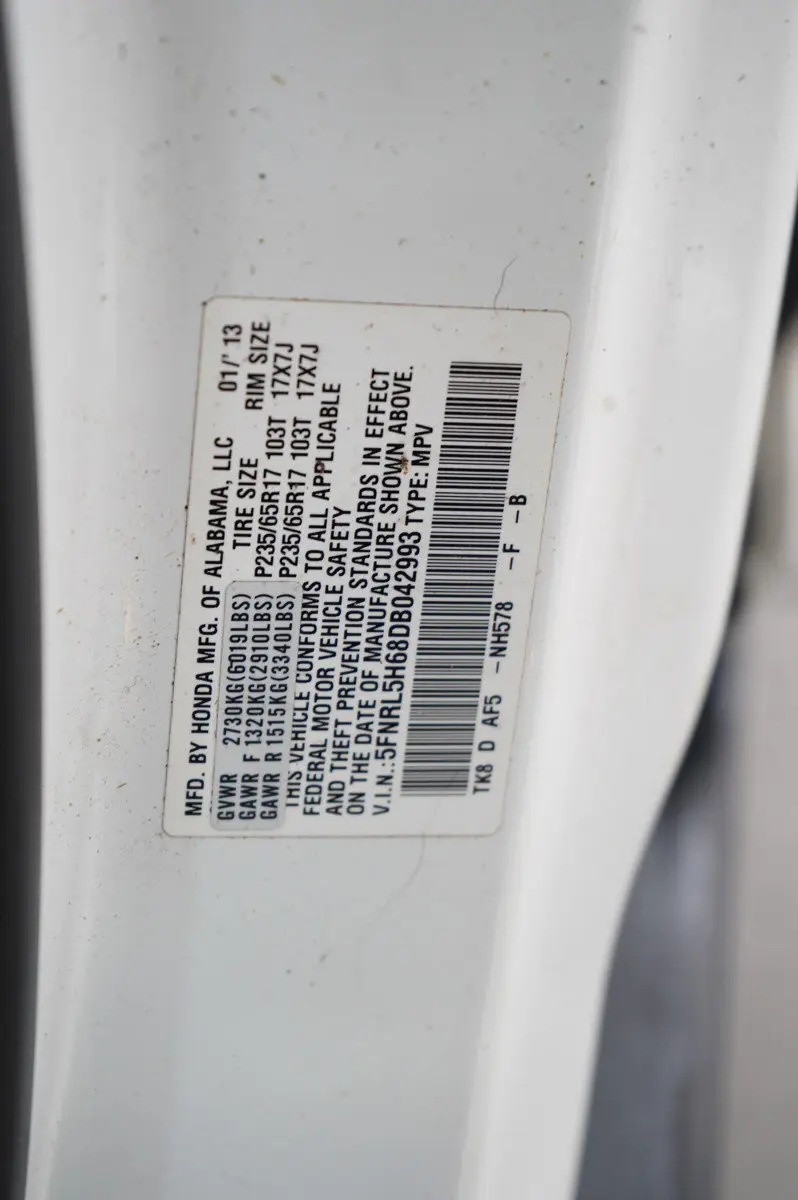 MFD. BY HONDA MFG. OF ALABAMA, LLC 01/'13
GVWR 2730KG(6019LBS) TIRE SIZE RIM SIZE
GAWR F 1320KG(2910LBS) P235/65R17 103T 17X7J
GAWR R 1515KG(3340LBS) P235/65R17 103T 17X7J
THIS VEHICLE CONFORMS TO ALL APPLICABLE
FEDERAL MOTOR VEHICLE SAFETY
AND THEFT PREVENTION STANDARDS IN EFFECT
ON THE DATE OF MANUFACTURE SHOWN ABOVE.
V.I.N.:5FNRL5H68DB042993 TYPE: MPV
TK8 D AF5 -NH578 -F -B